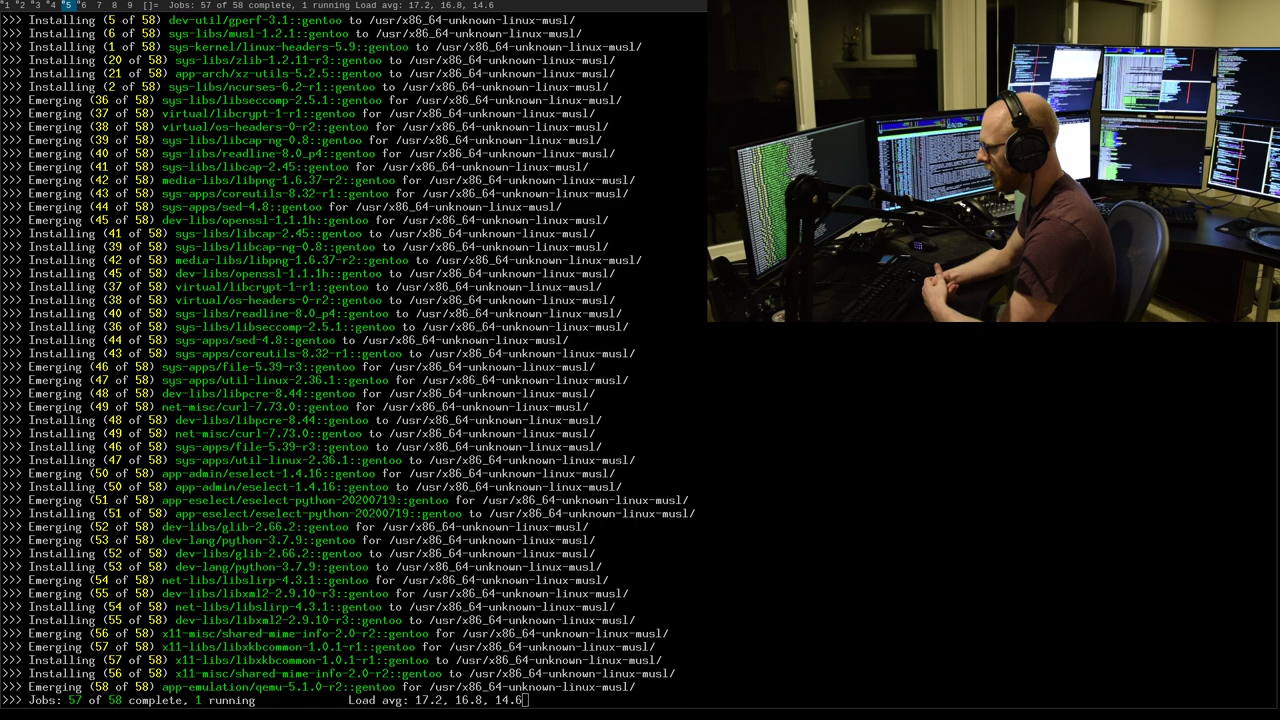 °1 °2 °3 °4 °5 °6 7 8 9 []= Jobs: 57 of 58 complete, 1 running Load avg: 17.2, 16.8, 14.6
>>> Installing (5 of 58) dev-util/gperf-3.1::gentoo to /usr/x86_64-unknown-linux-musl/
>>> Installing (6 of 58) sys-libs/musl-1.2.1::gentoo to /usr/x86_64-unknown-linux-musl/
>>> Installing (1 of 58) sys-kernel/linux-headers-5.9::gentoo to /usr/x86_64-unknown-linux-musl/
>>> Installing (20 of 58) sys-libs/zlib-1.2.11-r3::gentoo to /usr/x86_64-unknown-linux-musl/
>>> Installing (21 of 58) app-arch/xz-utils-5.2.5::gentoo to /usr/x86_64-unknown-linux-musl/
>>> Installing (2 of 58) sys-libs/ncurses-6.2-r1::gentoo to /usr/x86_64-unknown-linux-musl/
>>> Emerging (36 of 58) sys-libs/libseccomp-2.5.1::gentoo for /usr/x86_64-unknown-linux-musl/
>>> Emerging (37 of 58) virtual/libcrypt-1-r1::gentoo for /usr/x86_64-unknown-linux-musl/
>>> Emerging (38 of 58) virtual/os-headers-0-r2::gentoo for /usr/x86_64-unknown-linux-musl/
>>> Emerging (39 of 58) sys-libs/libcap-ng-0.8::gentoo for /usr/x86_64-unknown-linux-musl/
>>> Emerging (40 of 58) sys-libs/readline-8.0_p4::gentoo for /usr/x86_64-unknown-linux-musl/
>>> Emerging (41 of 58) sys-libs/libcap-2.45::gentoo for /usr/x86_64-unknown-linux-musl/
>>> Emerging (42 of 58) media-libs/libpng-1.6.37-r2::gentoo for /usr/x86_64-unknown-linux-musl/
>>> Emerging (43 of 58) sys-apps/coreutils-8.32-r1::gentoo for /usr/x86_64-unknown-linux-musl/
>>> Emerging (44 of 58) sys-apps/sed-4.8::gentoo for /usr/x86_64-unknown-linux-musl/
>>> Emerging (45 of 58) dev-libs/openssl-1.1.1h::gentoo for /usr/x86_64-unknown-linux-musl/
>>> Installing (41 of 58) sys-libs/libcap-2.45::gentoo to /usr/x86_64-unknown-linux-musl/
>>> Installing (39 of 58) sys-libs/libcap-ng-0.8::gentoo to /usr/x86_64-unknown-linux-musl/
>>> Installing (42 of 58) media-libs/libpng-1.6.37-r2::gentoo to /usr/x86_64-unknown-linux-musl/
>>> Installing (45 of 58) dev-libs/openssl-1.1.1h::gentoo to /usr/x86_64-unknown-linux-musl/
>>> Installing (37 of 58) virtual/libcrypt-1-r1::gentoo to /usr/x86_64-unknown-linux-musl/
>>> Installing (38 of 58) virtual/os-headers-0-r2::gentoo to /usr/x86_64-unknown-linux-musl/
>>> Installing (40 of 58) sys-libs/readline-8.0_p4::gentoo to /usr/x86_64-unknown-linux-musl/
>>> Installing (36 of 58) sys-libs/libseccomp-2.5.1::gentoo to /usr/x86_64-unknown-linux-musl/
>>> Installing (44 of 58) sys-apps/sed-4.8::gentoo to /usr/x86_64-unknown-linux-musl/
>>> Installing (43 of 58) sys-apps/coreutils-8.32-r1::gentoo to /usr/x86_64-unknown-linux-musl/
>>> Emerging (46 of 58) sys-apps/file-5.39-r3::gentoo for /usr/x86_64-unknown-linux-musl/
>>> Emerging (47 of 58) sys-apps/util-linux-2.36.1::gentoo for /usr/x86_64-unknown-linux-musl/
>>> Emerging (48 of 58) dev-libs/libpcre-8.44::gentoo for /usr/x86_64-unknown-linux-musl/
>>> Emerging (49 of 58) net-misc/curl-7.73.0::gentoo for /usr/x86_64-unknown-linux-musl/
>>> Installing (48 of 58) dev-libs/libpcre-8.44::gentoo to /usr/x86_64-unknown-linux-musl/
>>> Installing (49 of 58) net-misc/curl-7.73.0::gentoo to /usr/x86_64-unknown-linux-musl/
>>> Installing (46 of 58) sys-apps/file-5.39-r3::gentoo to /usr/x86_64-unknown-linux-musl/
>>> Installing (47 of 58) sys-apps/util-linux-2.36.1::gentoo to /usr/x86_64-unknown-linux-musl/
>>> Emerging (50 of 58) app-admin/eselect-1.4.16::gentoo for /usr/x86_64-unknown-linux-musl/
>>> Installing (50 of 58) app-admin/eselect-1.4.16::gentoo to /usr/x86_64-unknown-linux-musl/
>>> Emerging (51 of 58) app-eselect/eselect-python-20200719::gentoo for /usr/x86_64-unknown-linux-musl/
>>> Installing (51 of 58) app-eselect/eselect-python-20200719::gentoo to /usr/x86_64-unknown-linux-musl/
>>> Emerging (52 of 58) dev-libs/glib-2.66.2::gentoo for /usr/x86_64-unknown-linux-musl/
>>> Emerging (53 of 58) dev-lang/python-3.7.9::gentoo for /usr/x86_64-unknown-linux-musl/
>>> Installing (52 of 58) dev-libs/glib-2.66.2::gentoo to /usr/x86_64-unknown-linux-musl/
>>> Installing (53 of 58) dev-lang/python-3.7.9::gentoo to /usr/x86_64-unknown-linux-musl/
>>> Emerging (54 of 58) net-libs/libslirp-4.3.1::gentoo for /usr/x86_64-unknown-linux-musl/
>>> Emerging (55 of 58) dev-libs/libxml2-2.9.10-r3::gentoo for /usr/x86_64-unknown-linux-musl/
>>> Installing (54 of 58) net-libs/libslirp-4.3.1::gentoo to /usr/x86_64-unknown-linux-musl/
>>> Installing (55 of 58) dev-libs/libxml2-2.9.10-r3::gentoo to /usr/x86_64-unknown-linux-musl/
>>> Emerging (56 of 58) x11-misc/shared-mime-info-2.0-r2::gentoo for /usr/x86_64-unknown-linux-musl/
>>> Emerging (57 of 58) x11-libs/libxkbcommon-1.0.1-r1::gentoo for /usr/x86_64-unknown-linux-musl/
>>> Installing (57 of 58) x11-libs/libxkbcommon-1.0.1-r1::gentoo to /usr/x86_64-unknown-linux-musl/
>>> Installing (56 of 58) x11-misc/shared-mime-info-2.0-r2::gentoo to /usr/x86_64-unknown-linux-musl/
>>> Emerging (58 of 58) app-emulation/qemu-5.1.0-r2::gentoo for /usr/x86_64-unknown-linux-musl/
>>> Jobs: 57 of 58 complete, 1 running Load avg: 17.2, 16.8, 14.6